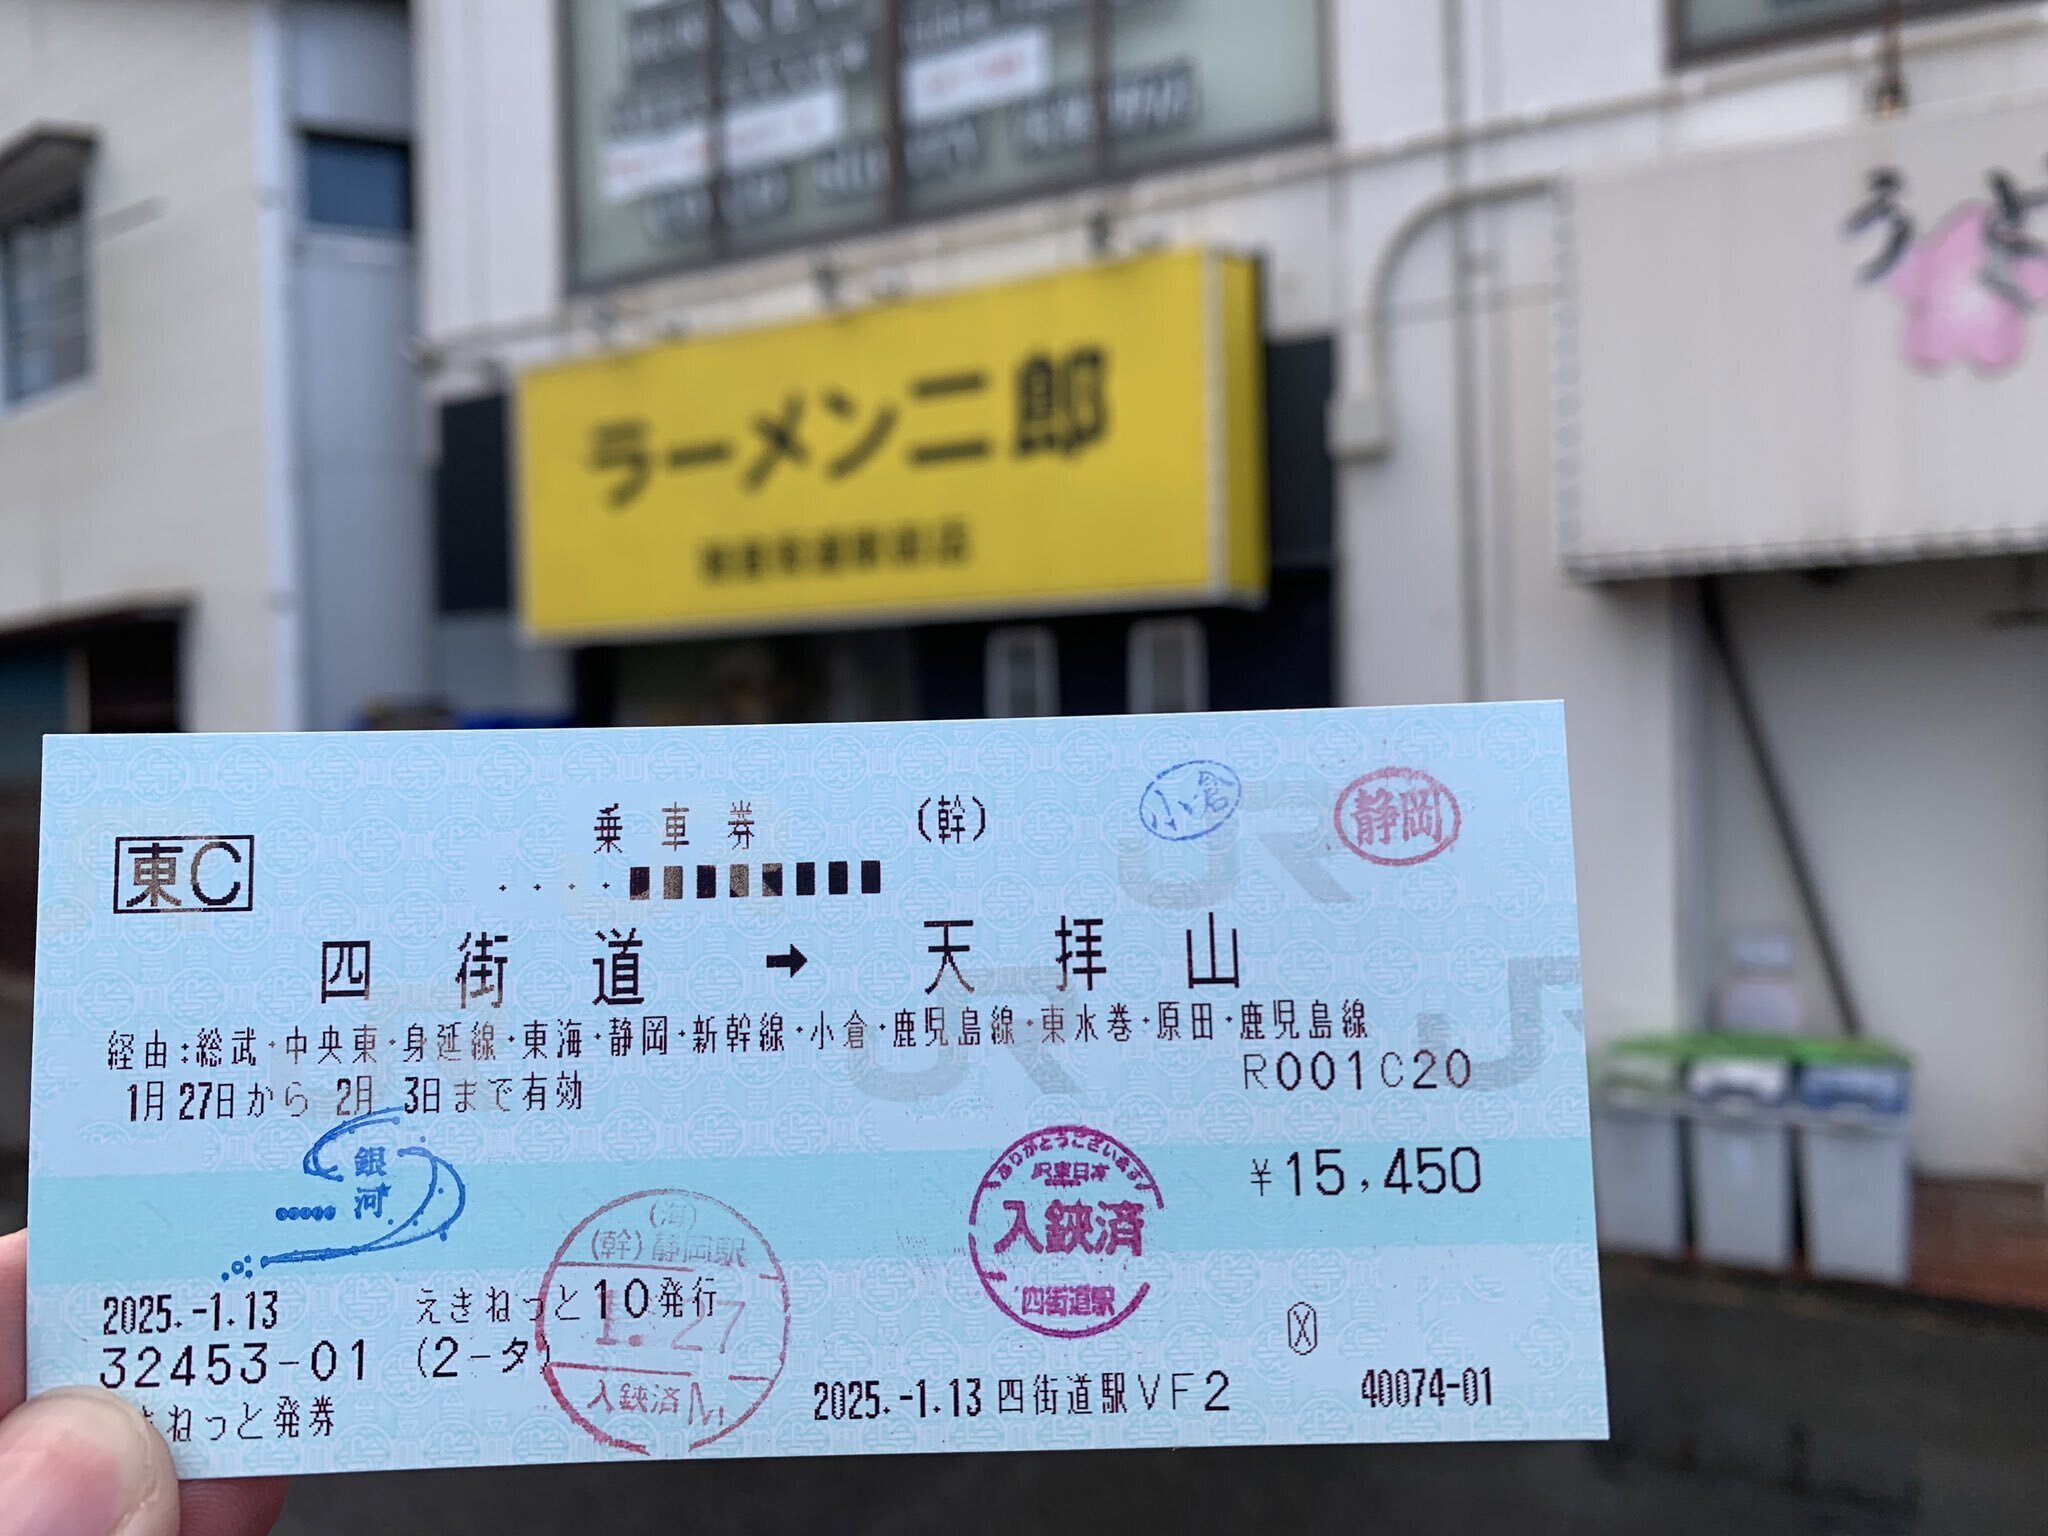 ラーメン二郎
うど
乗車券 (幹)
小倉
静岡
東C
四街道 → 天拝山
経由:総武・中央東・身延線・東海・静岡・新幹線・小倉・鹿児島線・東水巻・原田・鹿児島線
1月27日から 2月 3日まで有効
R001C20
銀河
ありがとうございます
JR東日本
入鋏済
四街道駅
¥15,450
(海)
(幹)静岡駅
1.27
入鋏済 M
2025.-1.13 えきねっと10発行
32453-01 (2-タ)
きねっと発券
2025.-1.13 四街道駅VF2
40074-01